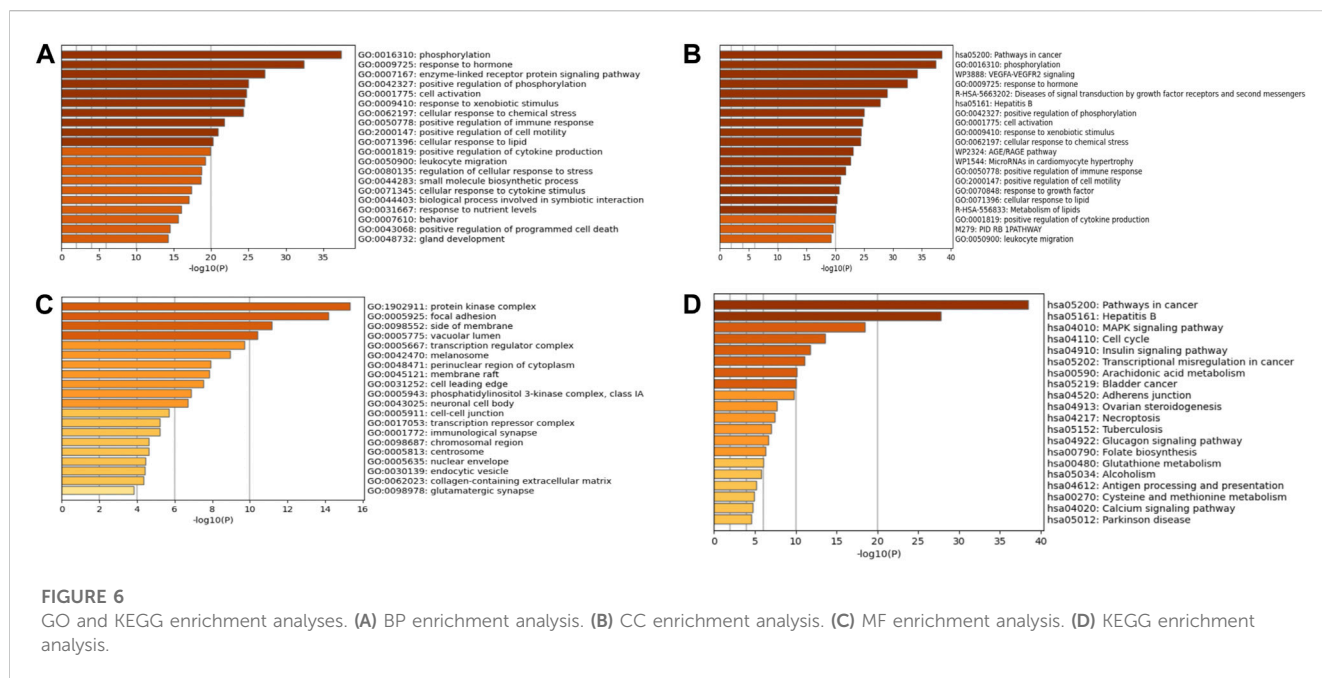 A
GO:0016310: phosphorylation
GO:0009725: response to hormone
GO:0007167: enzyme-linked receptor protein signaling pathway
GO:0042327: positive regulation of phosphorylation
GO:0001775: cell activation
GO:0009410: response to xenobiotic stimulus
GO:0062197: cellular response to chemical stress
GO:0050778: positive regulation of immune response
GO:2000147: positive regulation of cell motility
GO:0071396: cellular response to lipid
GO:0001819: positive regulation of cytokine production
GO:0050900: leukocyte migration
GO:0080135: regulation of cellular response to stress
GO:0044283: small molecule biosynthetic process
GO:0071345: cellular response to cytokine stimulus
GO:0044403: biological process involved in symbiotic interaction
GO:0031667: response to nutrient levels
GO:0007610: behavior
GO:0043068: positive regulation of programmed cell death
GO:0048732: gland development
0 5 10 15 20 25 30 35
-log10(P)
B
hsa05200: Pathways in cancer
GO:0016310: phosphorylation
WP3888: VEGFA-VEGFR2 signaling
GO:0009725: response to hormone
R-HSA-5663202: Diseases of signal transduction by growth factor receptors and second messengers
hsa05161: Hepatitis B
GO:0042327: positive regulation of phosphorylation
GO:0001775: cell activation
GO:0009410: response to xenobiotic stimulus
GO:0062197: cellular response to chemical stress
WP2324: AGE/RAGE pathway
WP1544: MicroRNAs in cardiomyocyte hypertrophy
GO:0050778: positive regulation of immune response
GO:2000147: positive regulation of cell motility
GO:0070848: response to growth factor
GO:0071396: cellular response to lipid
R-HSA-556833: Metabolism of lipids
GO:0001819: positive regulation of cytokine production
M279: PID RB 1PATHWAY
GO:0050900: leukocyte migration
0 5 10 15 20 25 30 35 40
-log10(P)
C
GO:1902911: protein kinase complex
GO:0005925: focal adhesion
GO:0098552: side of membrane
GO:0005775: vacuolar lumen
GO:0005667: transcription regulator complex
GO:0042470: melanosome
GO:0048471: perinuclear region of cytoplasm
GO:0045121: membrane raft
GO:0031252: cell leading edge
GO:0005943: phosphatidylinositol 3-kinase complex, class IA
GO:0043025: neuronal cell body
GO:0005911: cell-cell junction
GO:0017053: transcription repressor complex
GO:0001772: immunological synapse
GO:0098687: chromosomal region
GO:0005813: centrosome
GO:0005635: nuclear envelope
GO:0030139: endocytic vesicle
GO:0062023: collagen-containing extracellular matrix
GO:0098978: glutamatergic synapse
0 2 4 6 8 10 12 14 16
-log10(P)
D
hsa05200: Pathways in cancer
hsa05161: Hepatitis B
hsa04010: MAPK signaling pathway
hsa04110: Cell cycle
hsa04910: Insulin signaling pathway
hsa05202: Transcriptional misregulation in cancer
hsa00590: Arachidonic acid metabolism
hsa05219: Bladder cancer
hsa04520: Adherens junction
hsa04913: Ovarian steroidogenesis
hsa04217: Necroptosis
hsa05152: Tuberculosis
hsa04922: Glucagon signaling pathway
hsa00790: Folate biosynthesis
hsa00480: Glutathione metabolism
hsa05034: Alcoholism
hsa04612: Antigen processing and presentation
hsa00270: Cysteine and methionine metabolism
hsa04020: Calcium signaling pathway
hsa05012: Parkinson disease
0 5 10 15 20 25 30 35 40
-log10(P)
FIGURE 6
GO and KEGG enrichment analyses. (A) BP enrichment analysis. (B) CC enrichment analysis. (C) MF enrichment analysis. (D) KEGG enrichment
analysis.